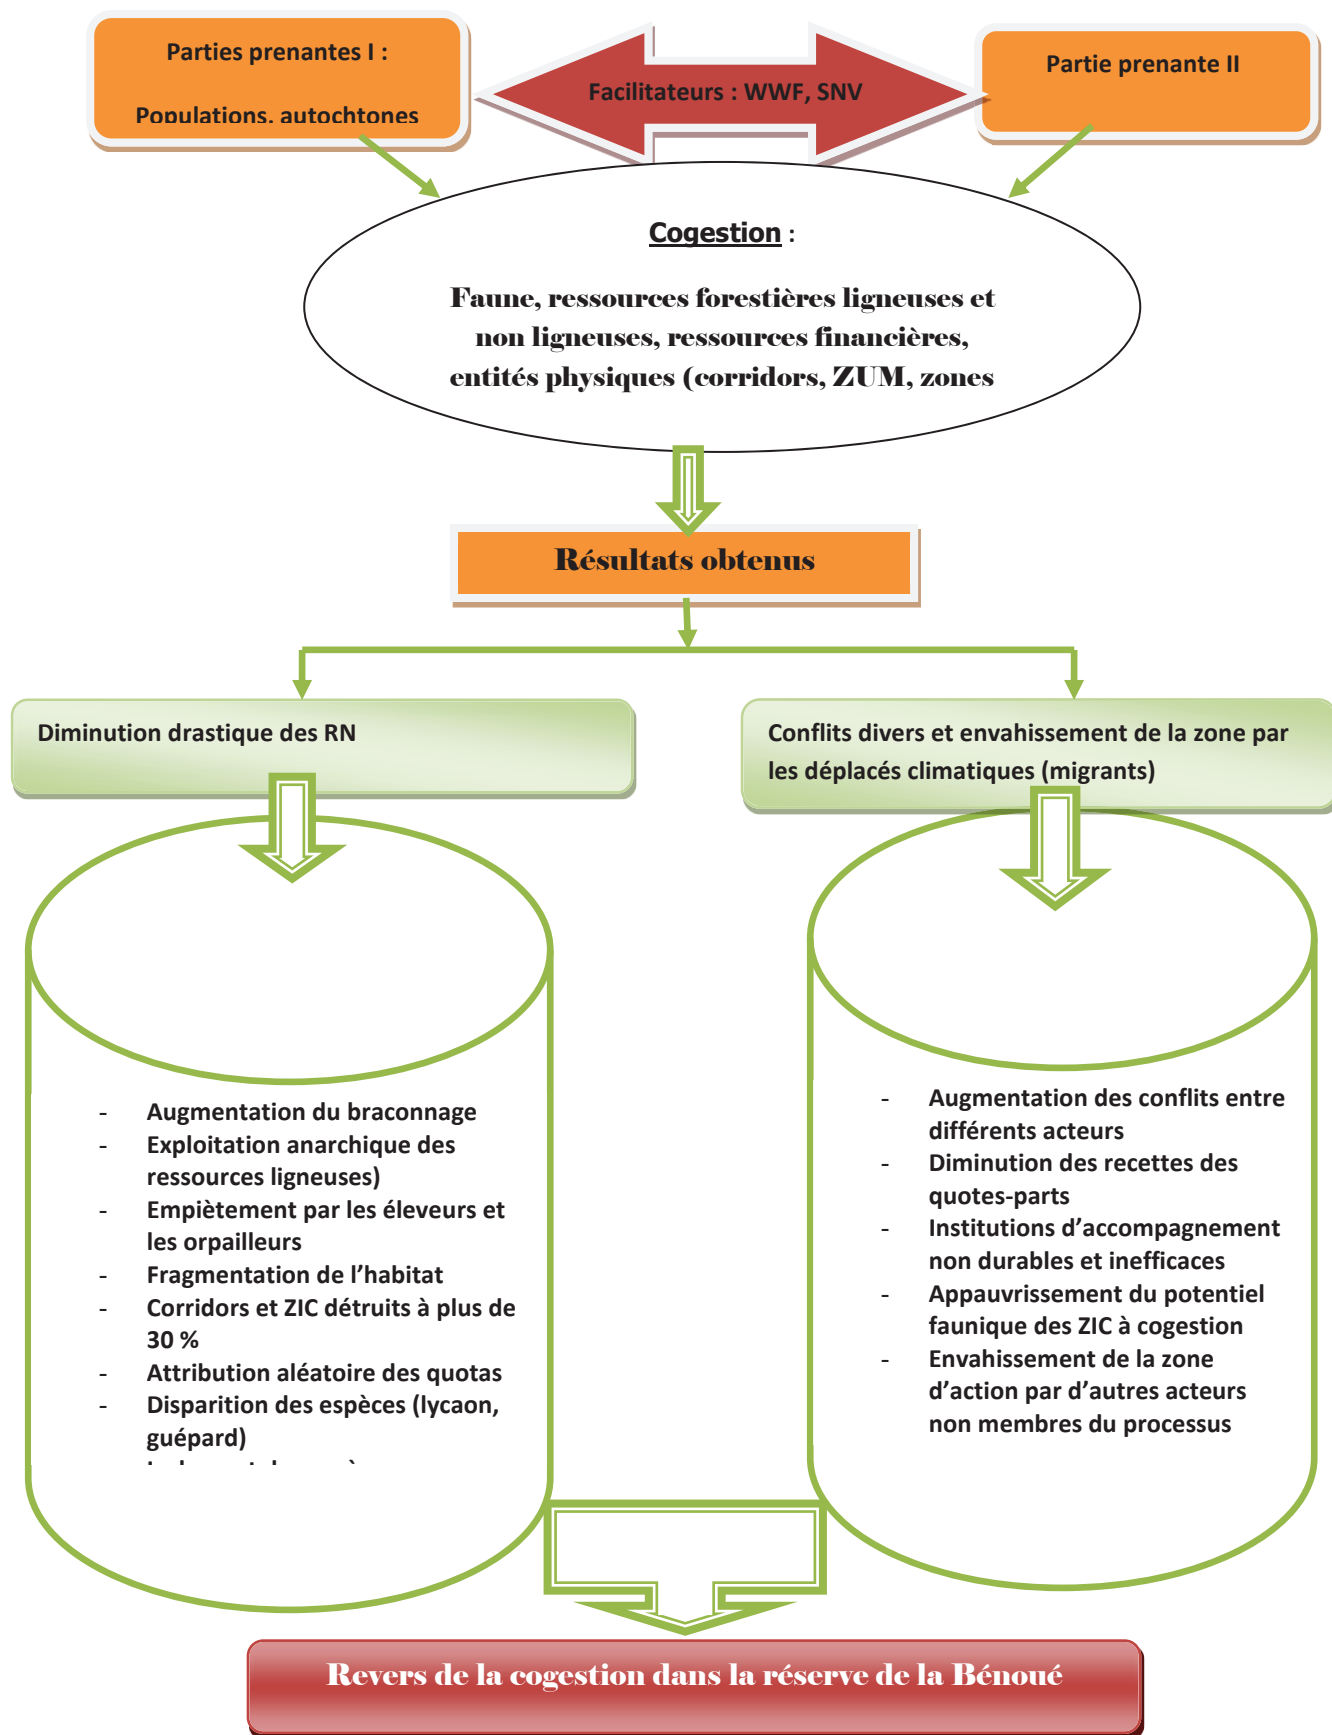 Parties prenantes I :
Populations, autochtones
Facilitateurs : WWF, SNV
Partie prenante II
Cogestion :
Faune, ressources forestières ligneuses et
non ligneuses, ressources financières,
entités physiques (corridors, ZUM, zones
Résultats obtenus
Diminution drastique des RN
- Augmentation du braconnage
- Exploitation anarchique des
ressources ligneuses)
- Empiètement par les éleveurs et
les orpailleurs
- Fragmentation de l’habitat
- Corridors et ZIC détruits à plus de
30 %
- Attribution aléatoire des quotas
- Disparition des espèces (lycaon,
guépard)
Conflits divers et envahissement de la zone par
les déplacés climatiques (migrants)
- Augmentation des conflits entre
différents acteurs
- Diminution des recettes des
quotes-parts
- Institutions d’accompagnement
non durables et inefficaces
- Appauvrissement du potentiel
faunique des ZIC à cogestion
- Envahissement de la zone
d’action par d’autres acteurs
non membres du processus
Revers de la cogestion dans la réserve de la Bénoué